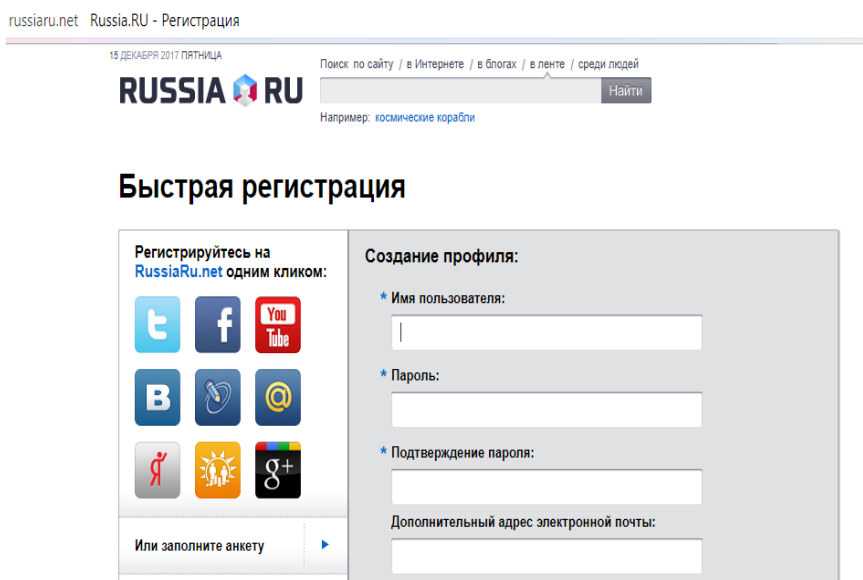 russiaru.net Russia.RU - Регистрация
15 ДЕКАБРЯ 2017 ПЯТНИЦА
Поиск по сайту / в Интернете / в блогах / в ленте / среди людей
RUSSIA RU
Найти
Например: космические корабли
Быстрая регистрация
Регистрируйтесь на
RussiaRu.net одним кликом:
t
f
You
Tube
B
@
Я
g+
Или заполните анкету
Создание профиля:
* Имя пользователя:
* Пароль:
* Подтверждение пароля:
Дополнительный адрес электронной почты: